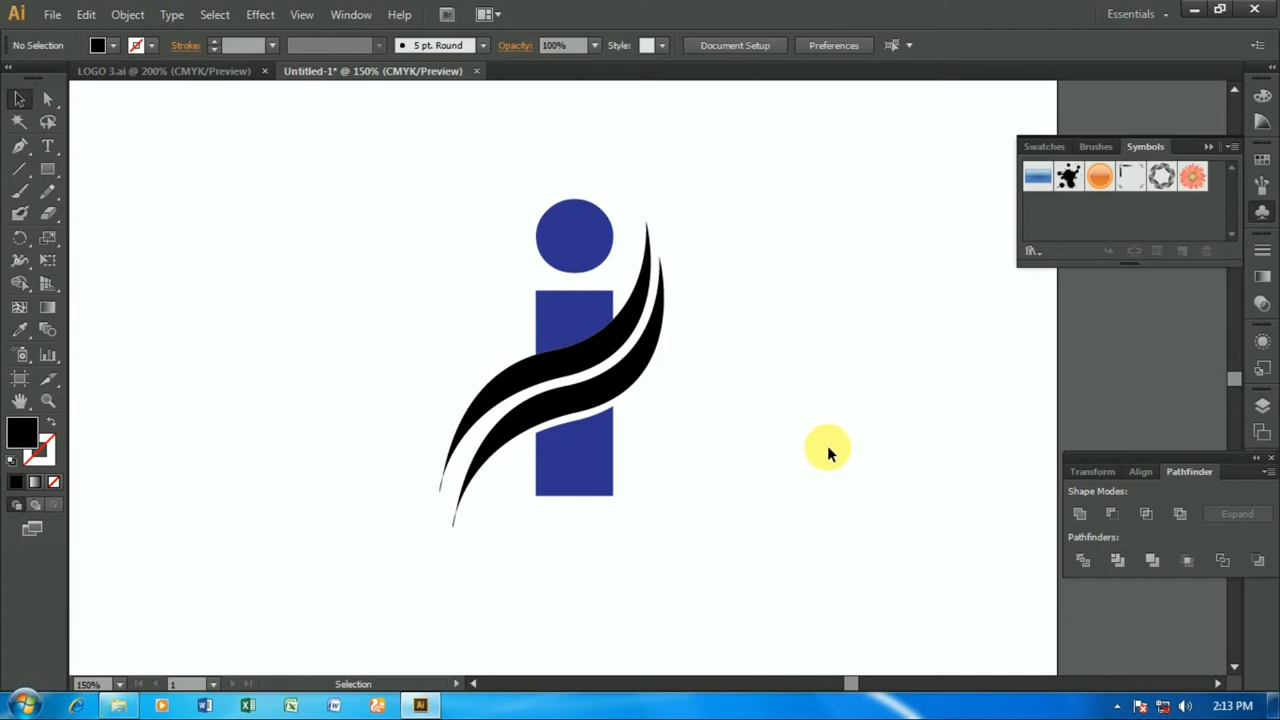 Ai File Edit Object Type Select Effect View Window Help Br Essentials
No Selection Stroke: 5 pt. Round Opacity: 100% Style: Document Setup Preferences
LOGO 3.ai @ 200% (CMYK/Preview) × Untitled-1* @ 150% (CMYK/Preview) ×
Swatches Brushes Symbols
Transform Align Pathfinder
Shape Modes:
Expand
Pathfinders:
150% 1 Selection
2:13 PM